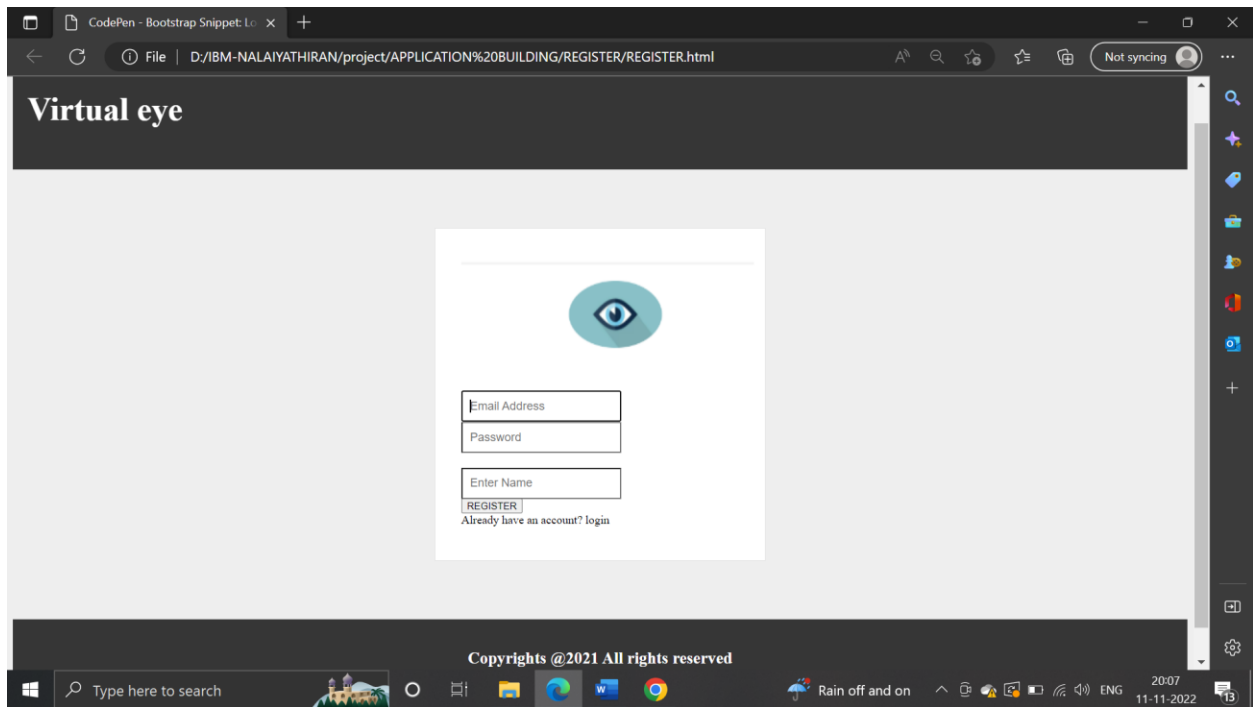 CodePen - Bootstrap Snippet: Lo
File | D:/IBM-NALAIYATHIRAN/project/APPLICATION%20BUILDING/REGISTER/REGISTER.html
Not syncing
Virtual eye
Email Address
Password
Enter Name
REGISTER
Already have an account? login
Copyrights @2021 All rights reserved
Type here to search
Rain off and on
ENG
20:07
11-11-2022
13